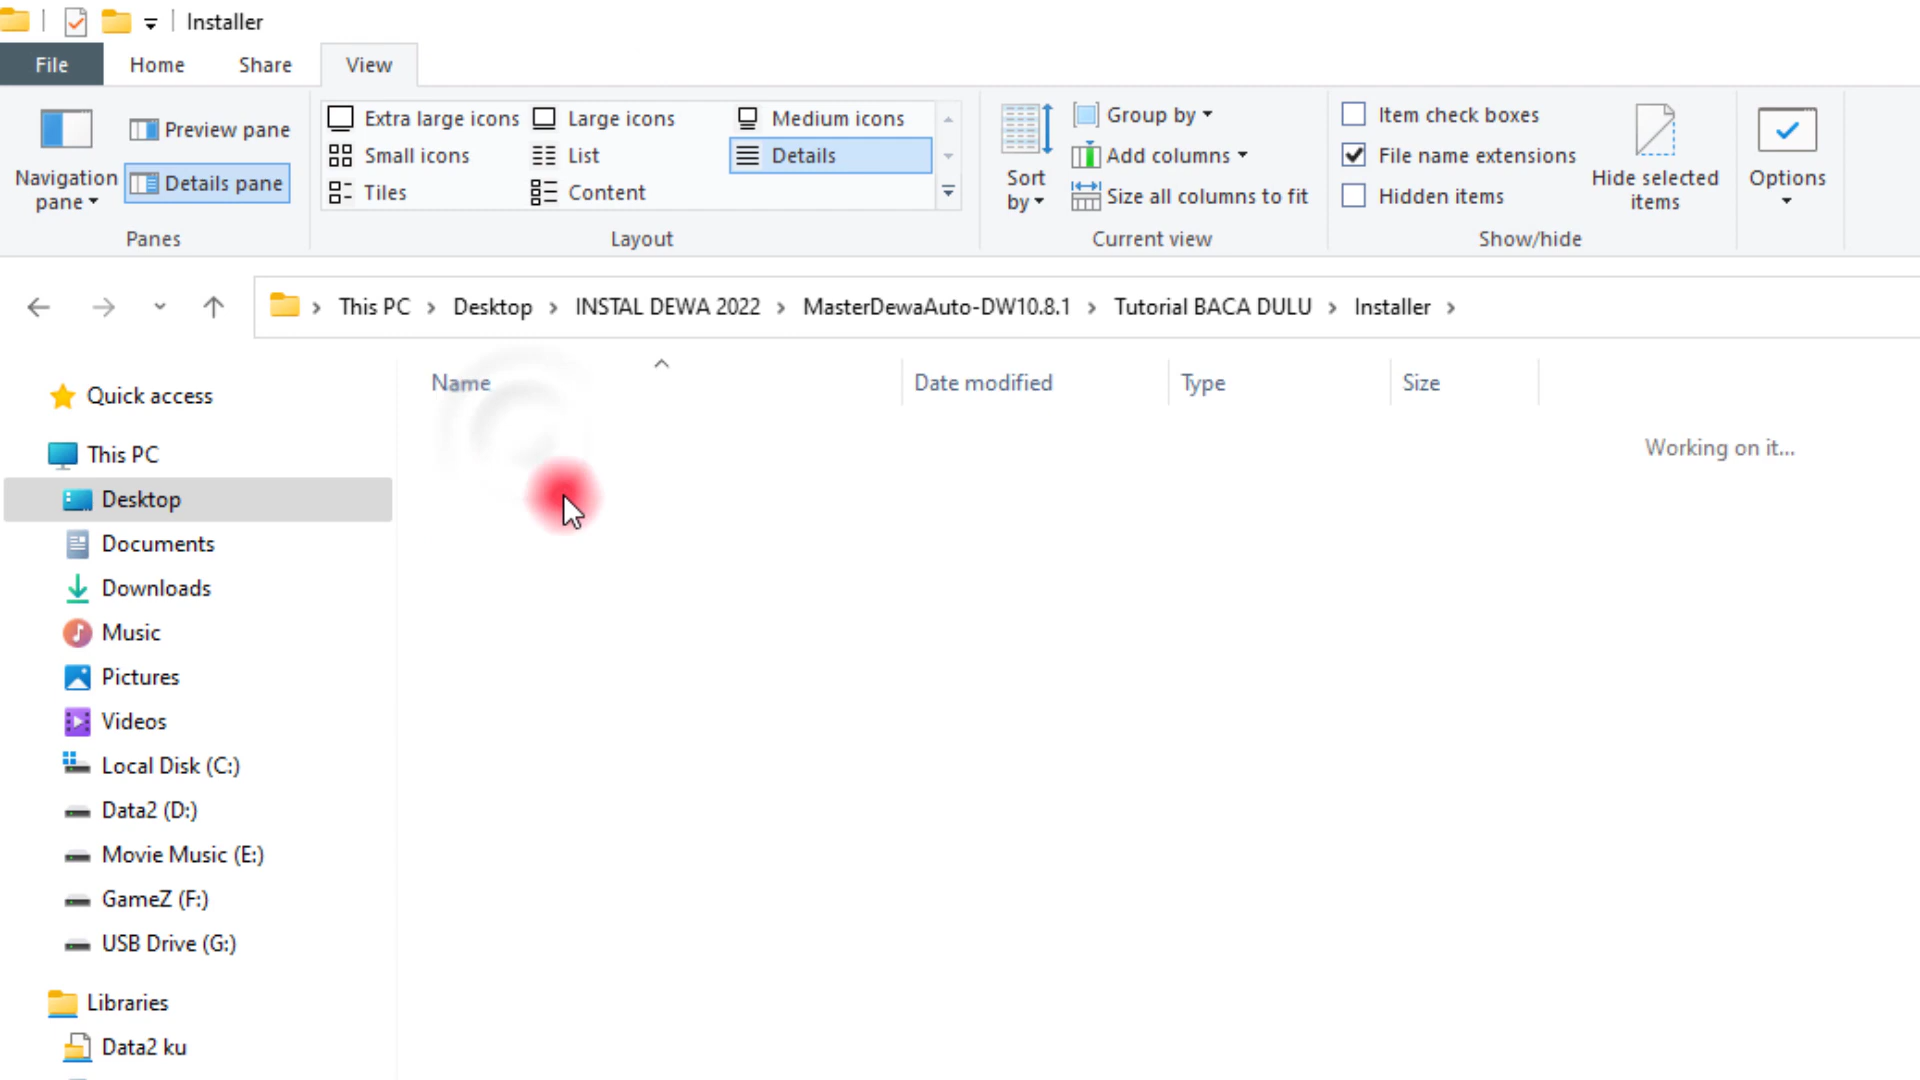 Installer
File Home Share View
Navigation pane
Preview pane
Details pane
Panes
Extra large icons Large icons Medium icons
Small icons List Details
Tiles Content
Layout
Sort by
Group by
Add columns
Size all columns to fit
Current view
Item check boxes
File name extensions
Hidden items
Hide selected items
Show/hide
Options
This PC > Desktop > INSTAL DEWA 2022 > MasterDewaAuto-DW10.8.1 > Tutorial BACA DULU > Installer >
Name Date modified Type Size
Working on it...
Quick access
This PC
Desktop
Documents
Downloads
Music
Pictures
Videos
Local Disk (C:)
Data2 (D:)
Movie Music (E:)
GameZ (F:)
USB Drive (G:)
Libraries
Data2 ku